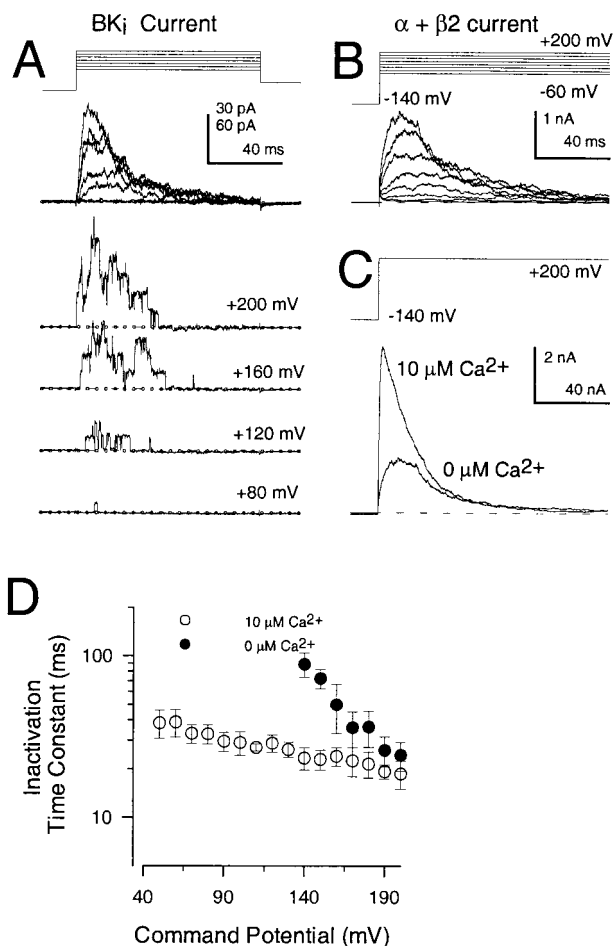 BKi Current
A
30 pA
60 pA
40 ms
+200 mV
+160 mV
+120 mV
+80 mV
α + β2 current
B
+200 mV
-60 mV
-140 mV
1 nA
40 ms
C
+200 mV
-140 mV
10 μM Ca2+
0 μM Ca2+
2 nA
40 nA
D
10 μM Ca2+
0 μM Ca2+
Inactivation
Time Constant (ms)
100
10
40 90 140 190
Command Potential (mV)